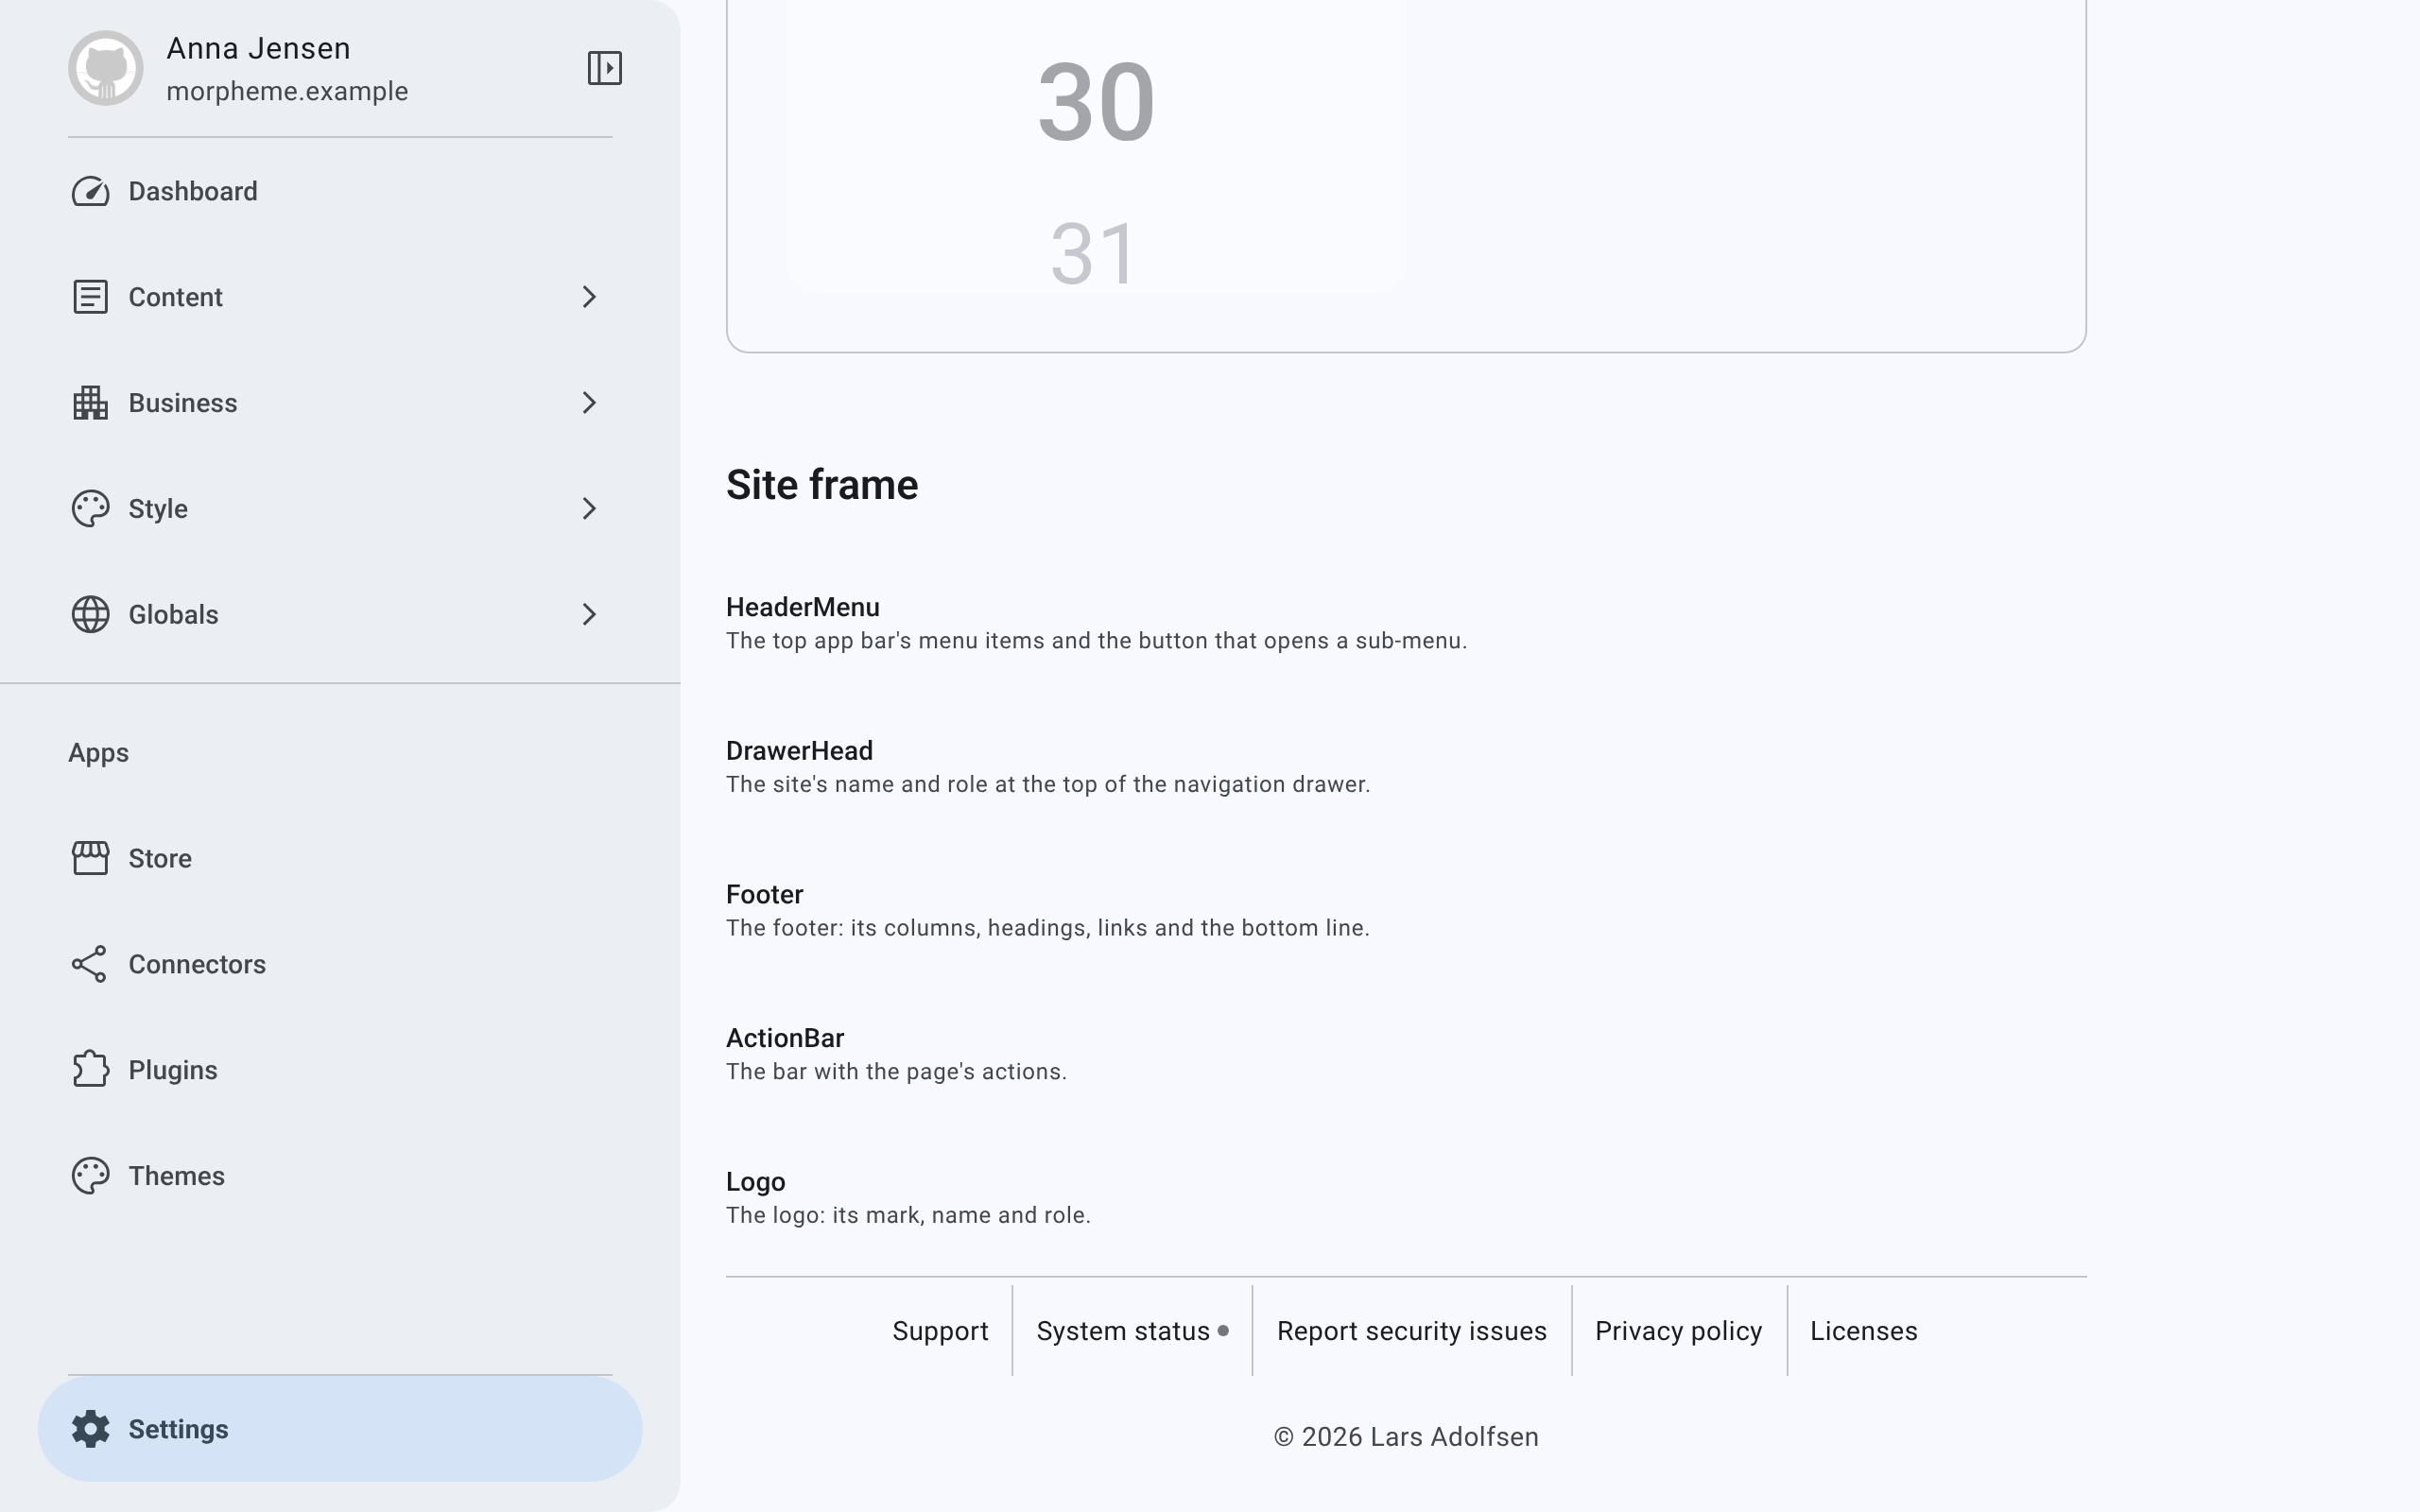 Anna Jensen
morpheme.example
Dashboard
Content
Business
Style
Globals
Apps
Store
Connectors
Plugins
Themes
Settings
30
31
Site frame
HeaderMenu
The top app bar's menu items and the button that opens a sub-menu.
DrawerHead
The site's name and role at the top of the navigation drawer.
Footer
The footer: its columns, headings, links and the bottom line.
ActionBar
The bar with the page's actions.
Logo
The logo: its mark, name and role.
Support
System status
Report security issues
Privacy policy
Licenses
© 2026 Lars Adolfsen